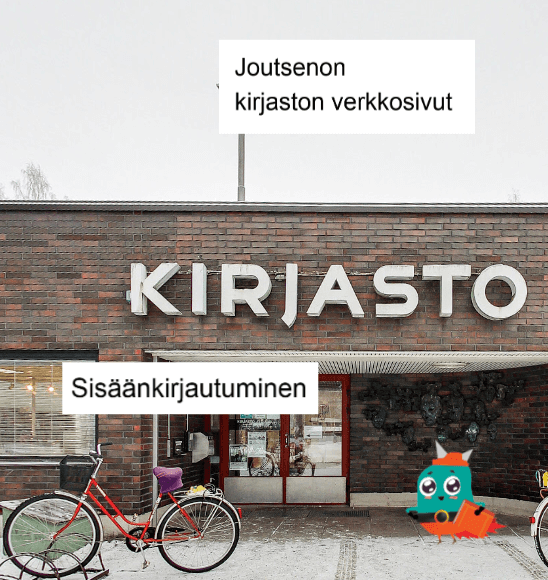 Joutsenon
kirjaston verkkosivut
KIRJASTO
Sisäänkirjautuminen